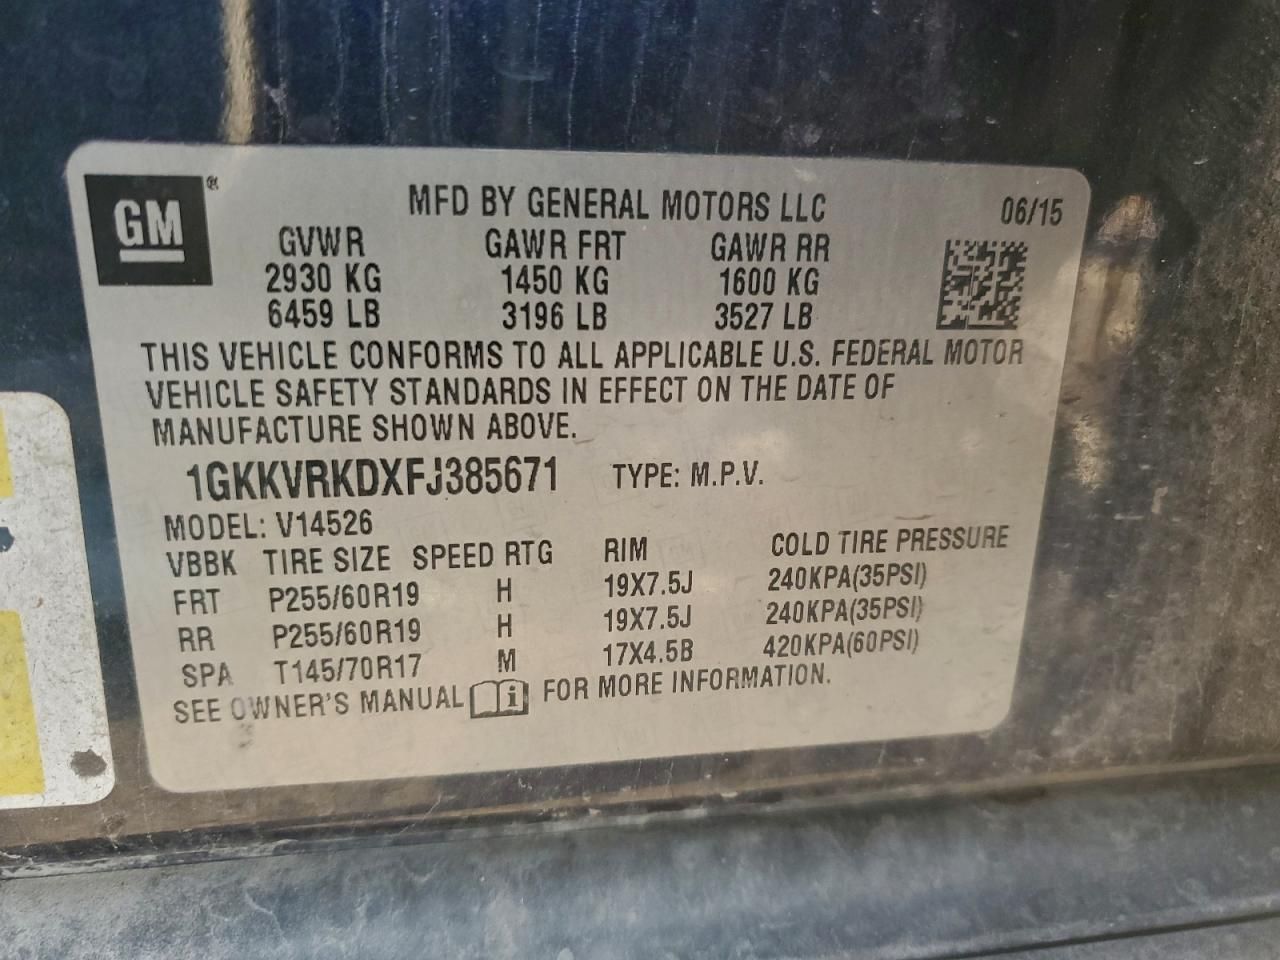 GM®
MFD BY GENERAL MOTORS LLC 06/15
GVWR GAWR FRT GAWR RR
2930 KG 1450 KG 1600 KG
6459 LB 3196 LB 3527 LB
THIS VEHICLE CONFORMS TO ALL APPLICABLE U.S. FEDERAL MOTOR
VEHICLE SAFETY STANDARDS IN EFFECT ON THE DATE OF
MANUFACTURE SHOWN ABOVE.
1GKKVRKDXFJ385671 TYPE: M.P.V.
MODEL: V14526
VBBK TIRE SIZE SPEED RTG RIM COLD TIRE PRESSURE
FRT P255/60R19 H 19X7.5J 240KPA(35PSI)
RR P255/60R19 H 19X7.5J 240KPA(35PSI)
SPA T145/70R17 M 17X4.5B 420KPA(60PSI)
SEE OWNER'S MANUAL i FOR MORE INFORMATION.